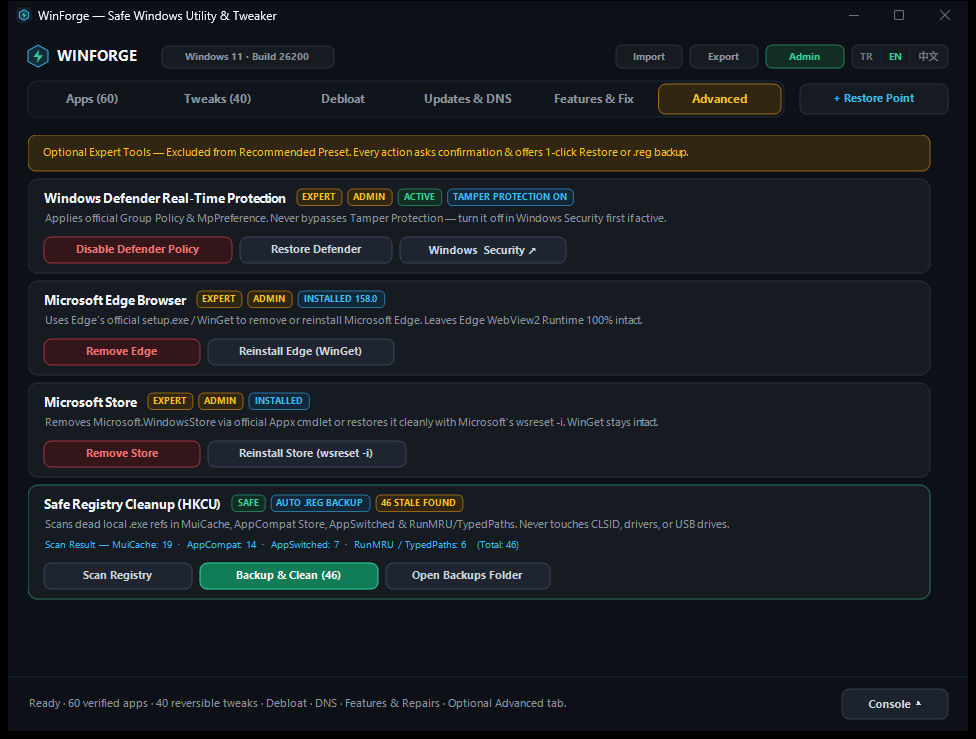 WinForge — Safe Windows Utility & Tweaker
WINFORGE Windows 11 · Build 26200 Import Export Admin TR EN 中文
Apps (60) Tweaks (40) Debloat Updates & DNS Features & Fix Advanced + Restore Point
Optional Expert Tools — Excluded from Recommended Preset. Every action asks confirmation & offers 1-click Restore or .reg backup.
Windows Defender Real-Time Protection EXPERT ADMIN ACTIVE TAMPER PROTECTION ON
Applies official Group Policy & MpPreference. Never bypasses Tamper Protection — turn it off in Windows Security first if active.
Disable Defender Policy Restore Defender Windows Security ↗
Microsoft Edge Browser EXPERT ADMIN INSTALLED 158.0
Uses Edge's official setup.exe / WinGet to remove or reinstall Microsoft Edge. Leaves Edge WebView2 Runtime 100% intact.
Remove Edge Reinstall Edge (WinGet)
Microsoft Store EXPERT ADMIN INSTALLED
Removes Microsoft.WindowsStore via official Appx cmdlet or restores it cleanly with Microsoft's wsreset -i. WinGet stays intact.
Remove Store Reinstall Store (wsreset -i)
Safe Registry Cleanup (HKCU) SAFE AUTO .REG BACKUP 46 STALE FOUND
Scans dead local .exe refs in MuiCache, AppCompat Store, AppSwitched & RunMRU/TypedPaths. Never touches CLSID, drivers, or USB drives.
Scan Result — MuiCache: 19 · AppCompat: 14 · AppSwitched: 7 · RunMRU / TypedPaths: 6 (Total: 46)
Scan Registry Backup & Clean (46) Open Backups Folder
Ready · 60 verified apps · 40 reversible tweaks · Debloat · DNS · Features & Repairs · Optional Advanced tab.
Console ▲